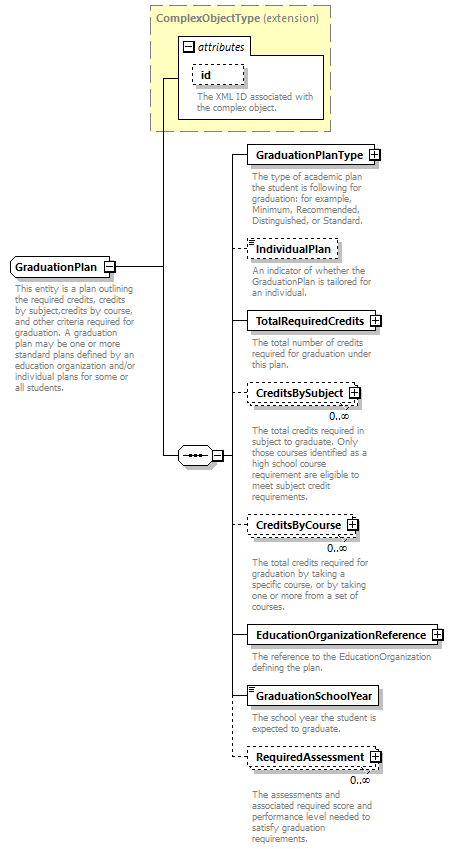 ComplexObjectType (extension)
attributes
id
The XML ID associated with
the complex object.
GraduationPlan
This entity is a plan outlining
the required credits, credits
by subject,credits by course,
and other criteria required for
graduation. A graduation
plan may be one or more
standard plans defined by an
education organization and/or
individual plans for some or
all students.
GraduationPlanType
The type of academic plan
the student is following for
graduation: for example,
Minimum, Recommended,
Distinguished, or Standard.
IndividualPlan
An indicator of whether the
GraduationPlan is tailored for
an individual.
TotalRequiredCredits
The total number of credits
required for graduation under
this plan.
CreditsBySubject
0..∞
The total credits required in
subject to graduate. Only
those courses identified as a
high school course
requirement are eligible to
meet subject credit
requirements.
CreditsByCourse
0..∞
The total credits required for
graduation by taking a
specific course, or by taking
one or more from a set of
courses.
EducationOrganizationReference
The reference to the EducationOrganization
defining the plan.
GraduationSchoolYear
The school year the student is
expected to graduate.
RequiredAssessment
0..∞
The assessments and
associated required score and
performance level needed to
satisfy graduation
requirements.